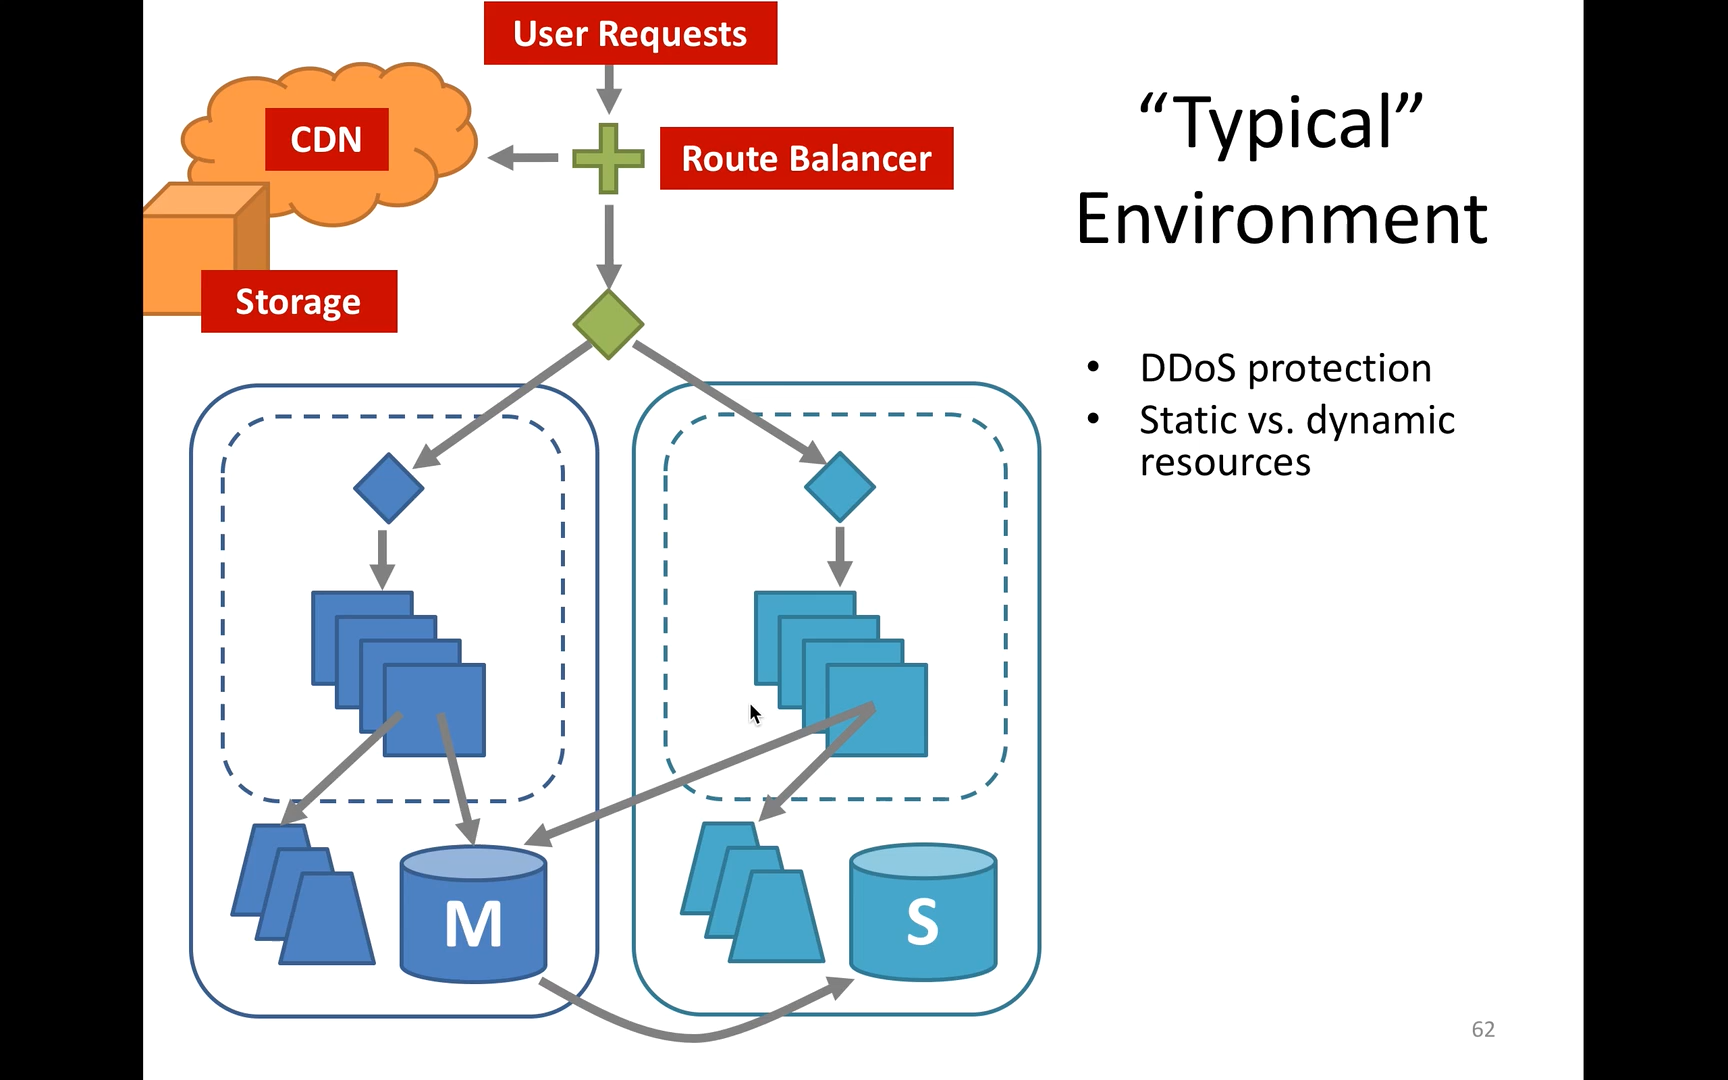 User Requests
CDN
Route Balancer
Storage
“Typical”
Environment
• DDoS protection
• Static vs. dynamic
resources
M
S
62